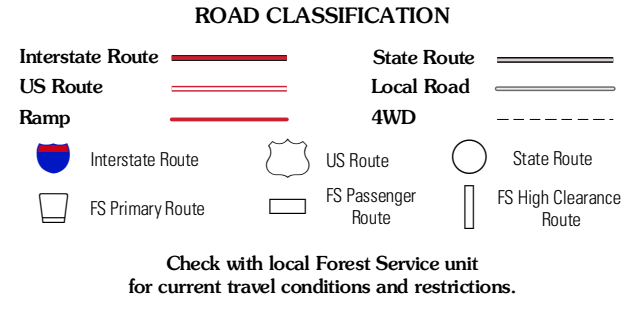 ROAD CLASSIFICATION
Interstate Route
State Route
US Route
Local Road
Ramp
4WD
Interstate Route
US Route
State Route
FS Primary Route
FS Passenger
Route
FS High Clearance
Route
Check with local Forest Service unit
for current travel conditions and restrictions.